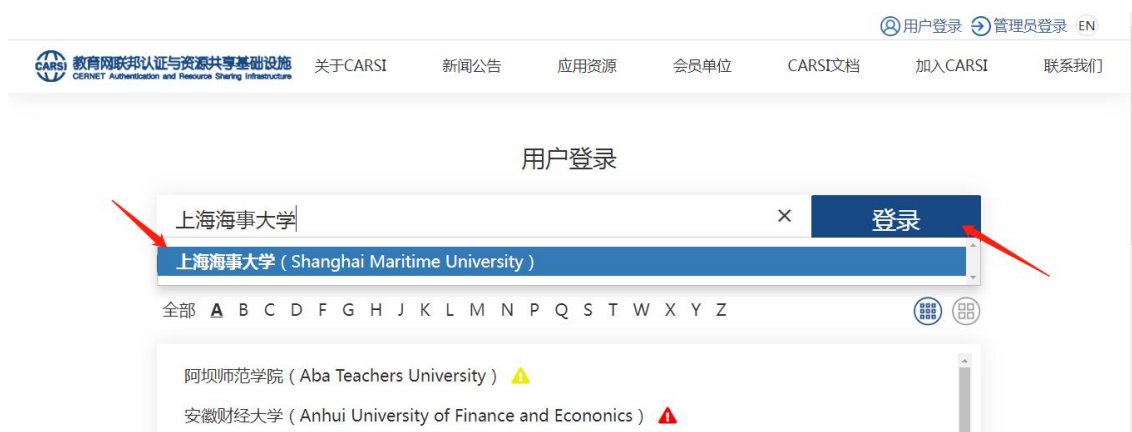 用户登录 管理员登录 EN
CARSI 教育网联邦认证与资源共享基础设施
CERNET Authentication and Resource Sharing Infrastructure
关于CARSI 新闻公告 应用资源 会员单位 CARSI文档 加入CARSI 联系我们
用户登录
上海海事大学 × 登录
上海海事大学(Shanghai Maritime University)
全部 A B C D F G H J K L M N P Q S T W X Y Z
阿坝师范学院(Aba Teachers University)
安徽财经大学(Anhui University of Finance and Econonics)